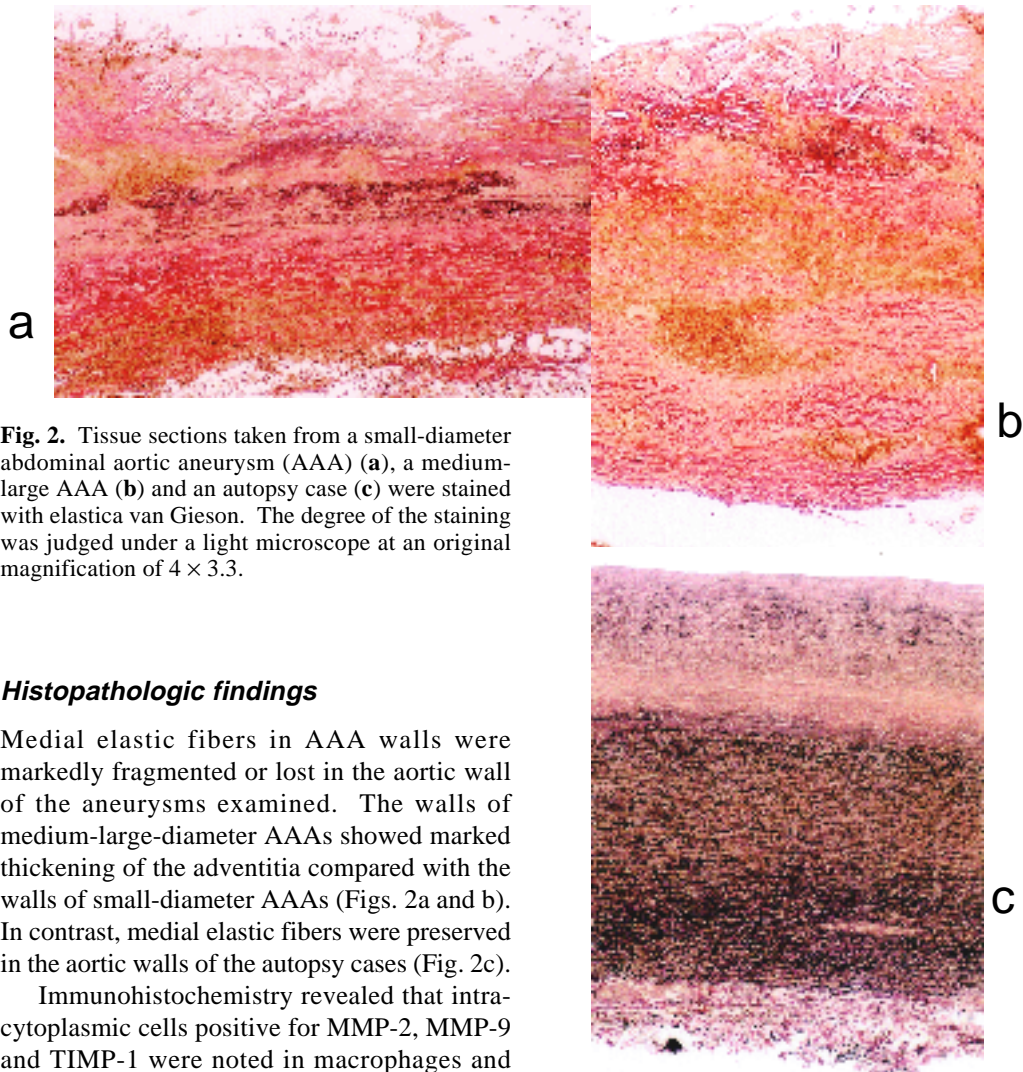 a
b
Fig. 2. Tissue sections taken from a small-diameter
abdominal aortic aneurysm (AAA) (a), a medium-
large AAA (b) and an autopsy case (c) were stained
with elastica van Gieson. The degree of the staining
was judged under a light microscope at an original
magnification of 4 × 3.3.
c
Histopathologic findings
Medial elastic fibers in AAA walls were
markedly fragmented or lost in the aortic wall
of the aneurysms examined. The walls of
medium-large-diameter AAAs showed marked
thickening of the adventitia compared with the
walls of small-diameter AAAs (Figs. 2a and b).
In contrast, medial elastic fibers were preserved
in the aortic walls of the autopsy cases (Fig. 2c).
Immunohistochemistry revealed that intra-
cytoplasmic cells positive for MMP-2, MMP-9
and TIMP-1 were noted in macrophages and